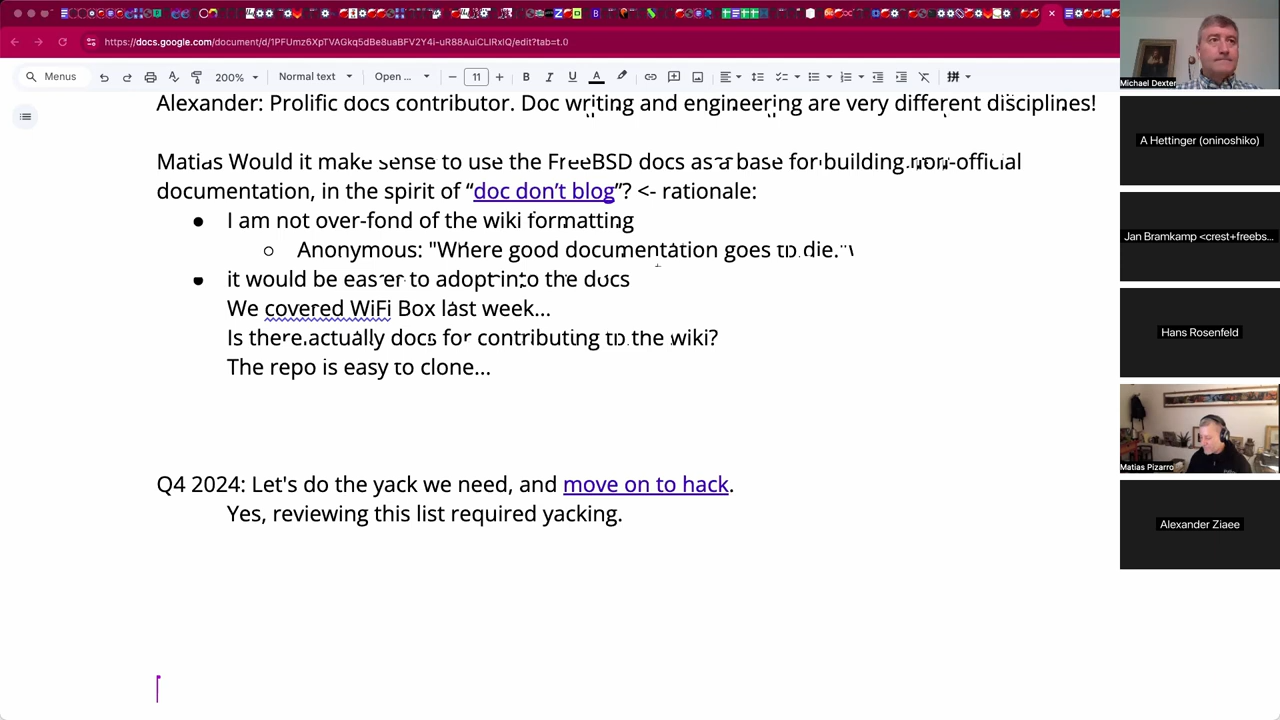 https://docs.google.com/document/d/1PFUmz6XpTVAGkq5dBe8uaBFV2Y4i-uR88AuiCLIRxIQ/edit?tab=t.0
Menus
200%
Normal text
Open ...
11
Alexander: Prolific docs contributor. Doc writing and engineering are very different disciplines!
Matias Would it make sense to use the FreeBSD docs as a base for building non-official
documentation, in the spirit of “doc don’t blog”? <- rationale:
● I am not over-fond of the wiki formatting
○ Anonymous: "Where good documentation goes to die."
● it would be easer to adopt into the docs
We covered WiFi Box last week...
Is there actually docs for contributing to the wiki?
The repo is easy to clone...
Q4 2024: Let's do the yack we need, and move on to hack.
Yes, reviewing this list required yacking.
Michael Dexter
A Hettinger (oninoshiko)
Jan Bramkamp <crest+freebs...
Hans Rosenfeld
Matias Pizarro
Alexander Ziaee